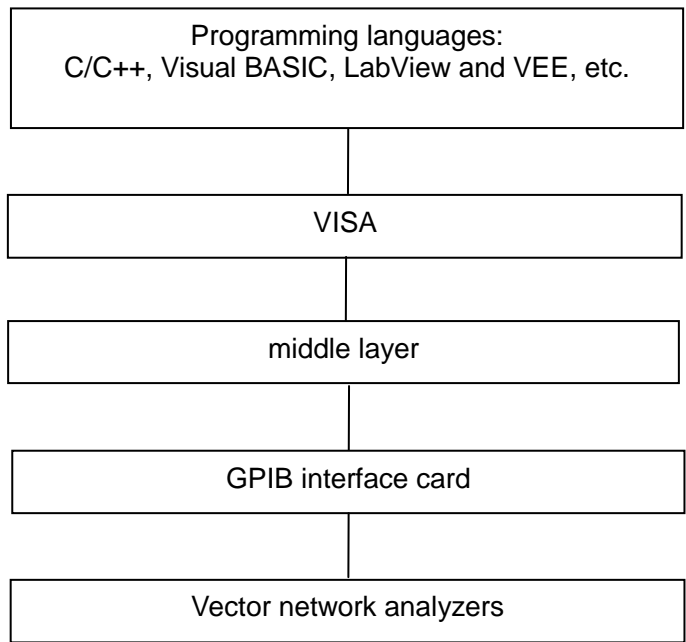 Programming languages:
C/C++, Visual BASIC, LabView and VEE, etc.
VISA
middle layer
GPIB interface card
Vector network analyzers